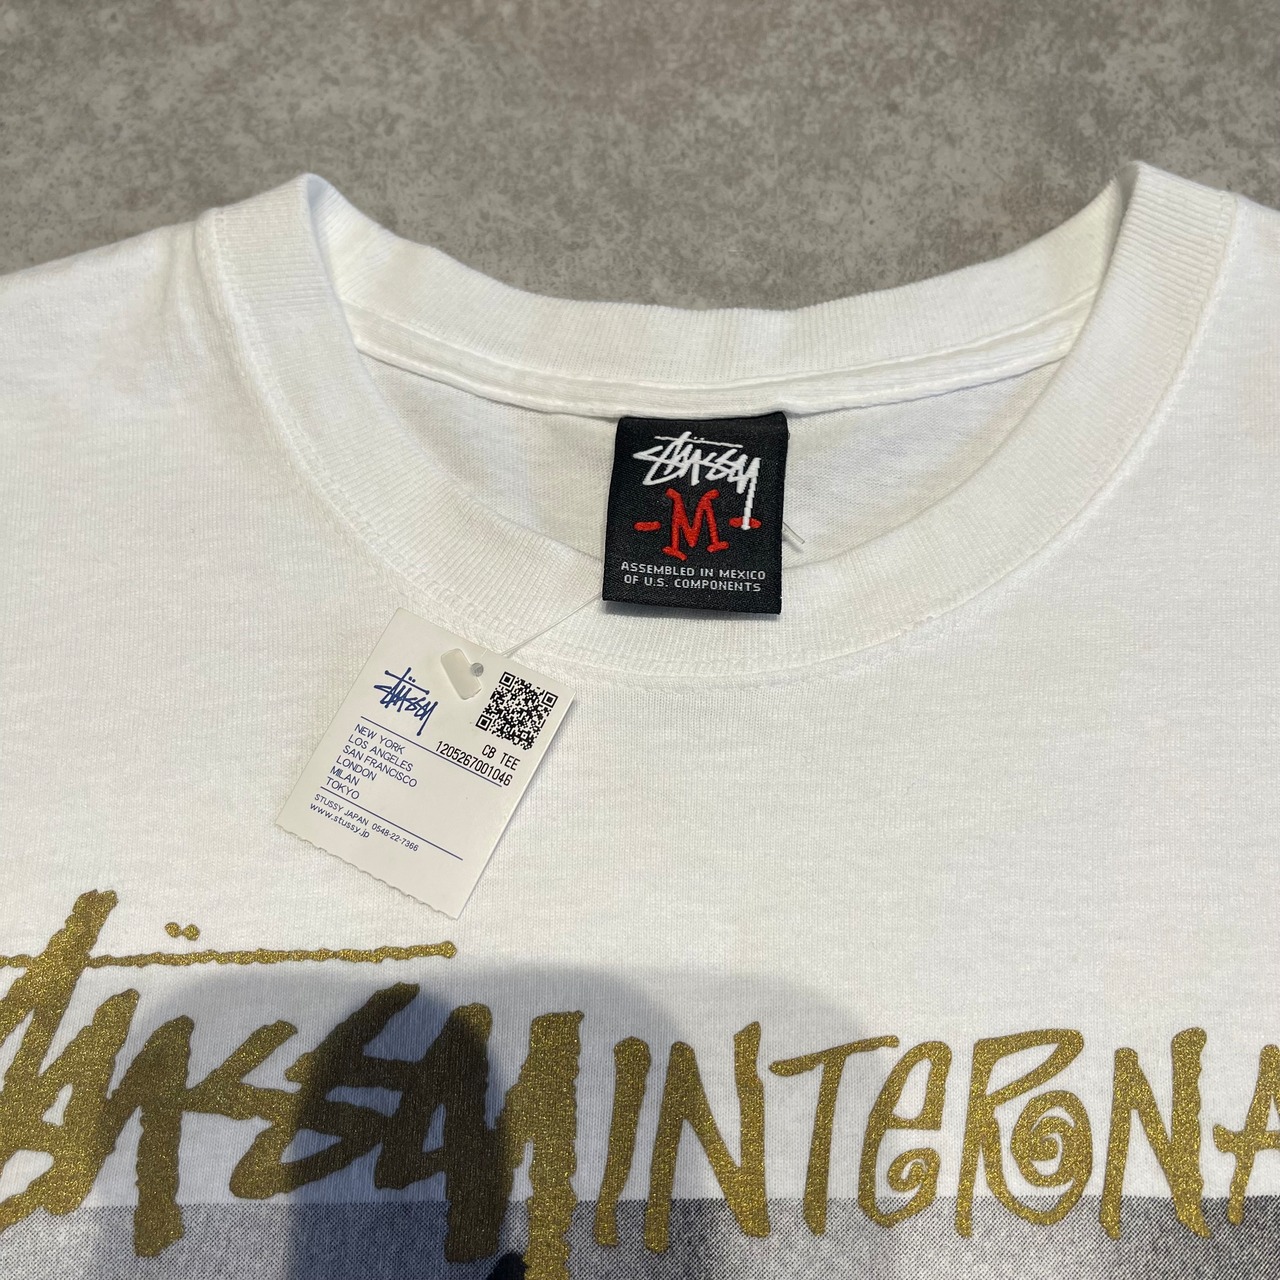 Stüssy
-M-
ASSEMBLED IN MEXICO
OF U.S. COMPONENTS
Stüssy
CB TEE
1205267001046
NEW YORK
LOS ANGELES
SAN FRANCISCO
LONDON
MILAN
TOKYO
STUSSY JAPAN 0548-22-7366
www.stussy.jp
Stüssy INTERNA